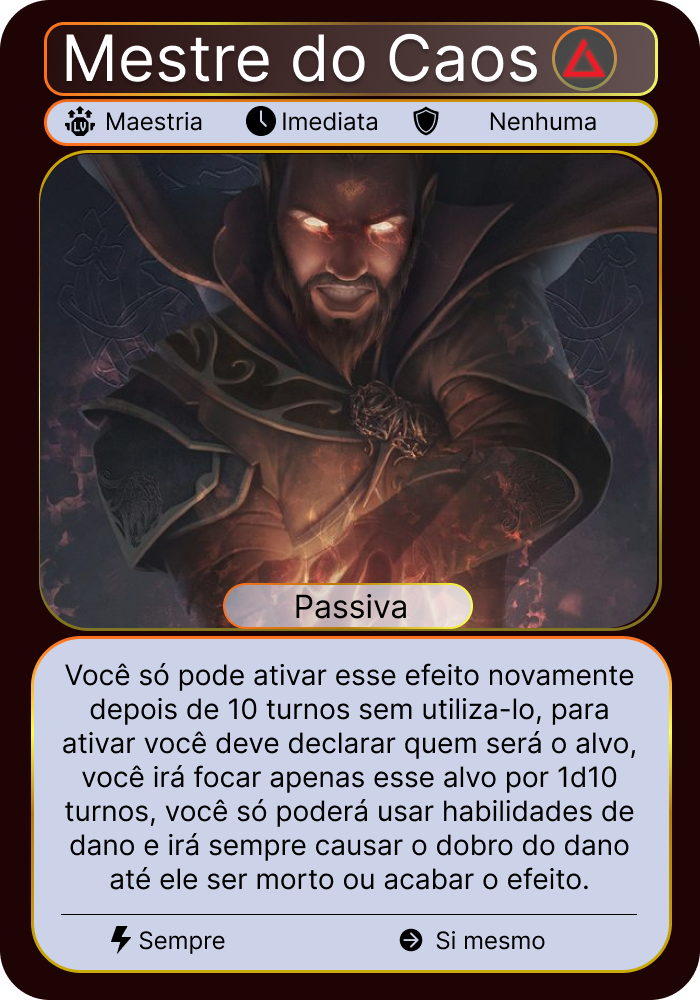 Mestre do Caos
LV Maestria Imediata Nenhuma
Passiva
Você só pode ativar esse efeito novamente
depois de 10 turnos sem utiliza-lo, para
ativar você deve declarar quem será o alvo,
você irá focar apenas esse alvo por 1d10
turnos, você só poderá usar habilidades de
dano e irá sempre causar o dobro do dano
até ele ser morto ou acabar o efeito.
Sempre Si mesmo